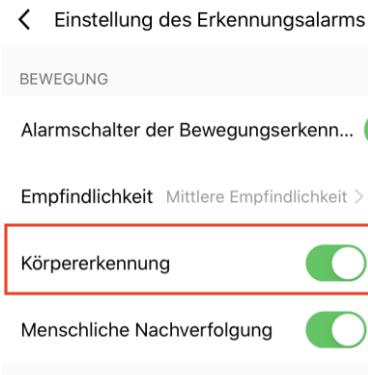 Einstellung des Erkennungsalarms
BEWEGUNG
Alarmschalter der Bewegungserkenn...
Empfindlichkeit Mittlere Empfindlichkeit >
Körpererkennung
Menschliche Nachverfolgung